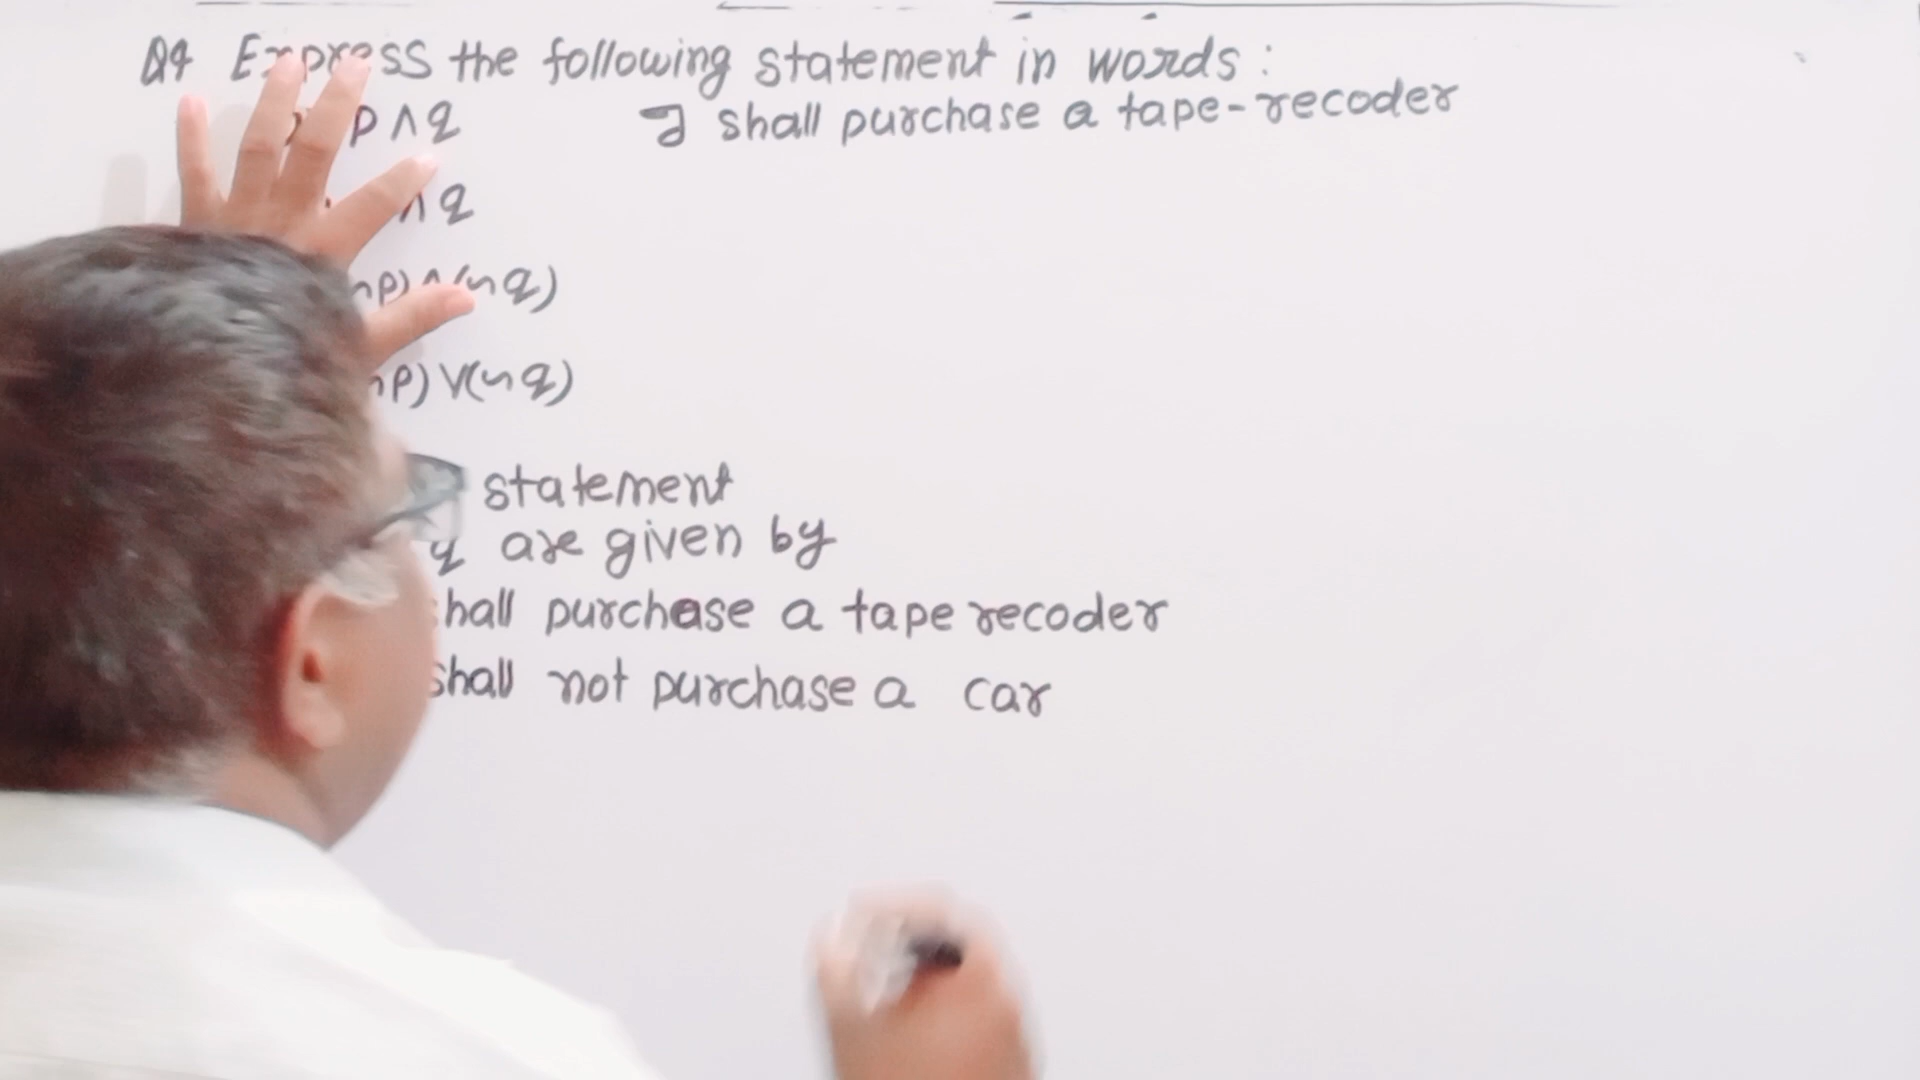 Q4 Express the following statement in words :
p ∧ q I shall purchase a tape-recoder
∧ q
p) ∧ (~q)
p) ∨ (~q)
statement
q are given by
hall purchase a tape recoder
shall not purchase a car